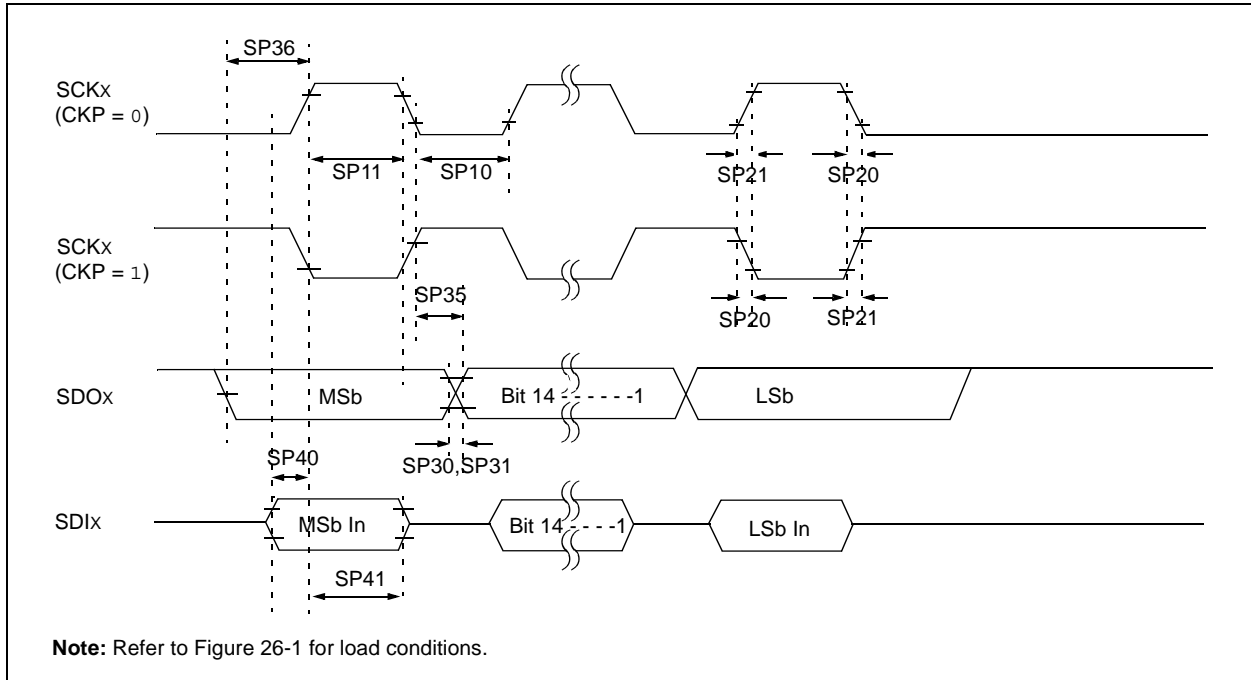 SP36
SCKX
(CKP = 0)
SP11
SP10
SP21
SP20
SCKX
(CKP = 1)
SP35
SP20
SP21
SDOX
MSb
Bit 14 - - - - - -1
LSb
SP40
SP30,SP31
SDIX
MSb In
Bit 14 - - - - -1
LSb In
SP41
Note: Refer to Figure 26-1 for load conditions.